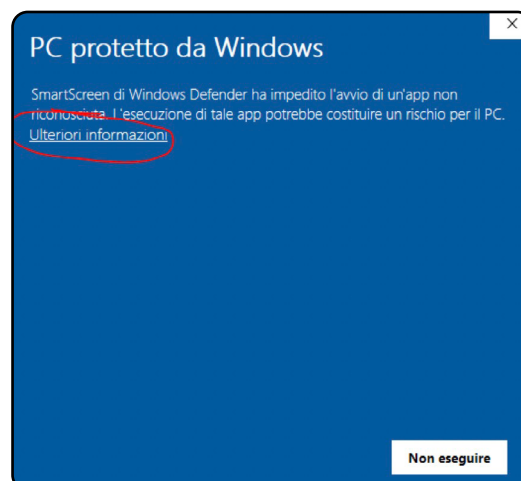 PC protetto da Windows
SmartScreen di Windows Defender ha impedito l'avvio di un'app non
riconosciuta. L'esecuzione di tale app potrebbe costituire un rischio per il PC.
Ulteriori informazioni
Non eseguire